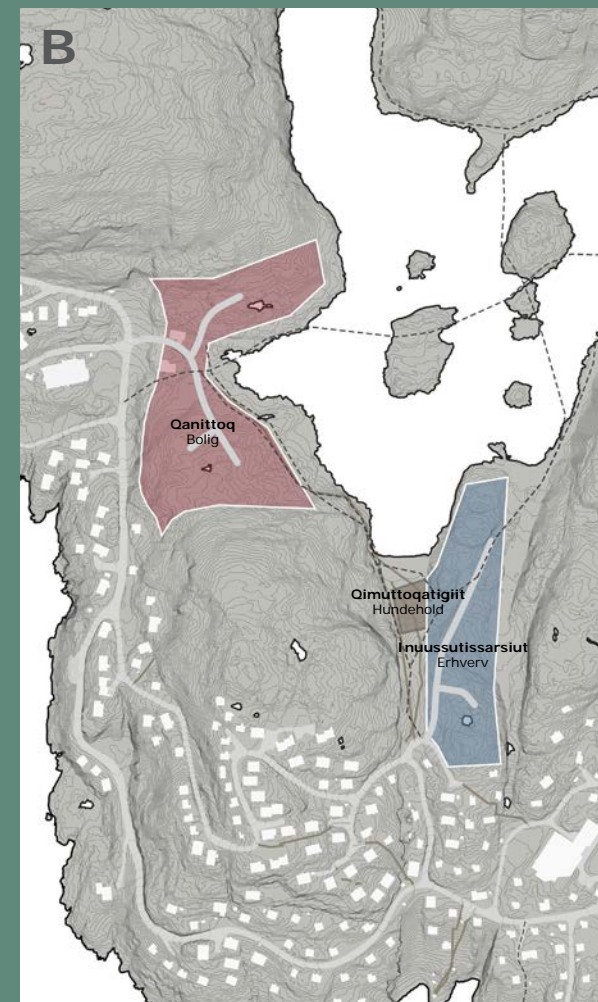 B
Qanittoq
Bolig
Qimuttoqatigiit
Hundehold
Inuussutissarsiut
Erhverv